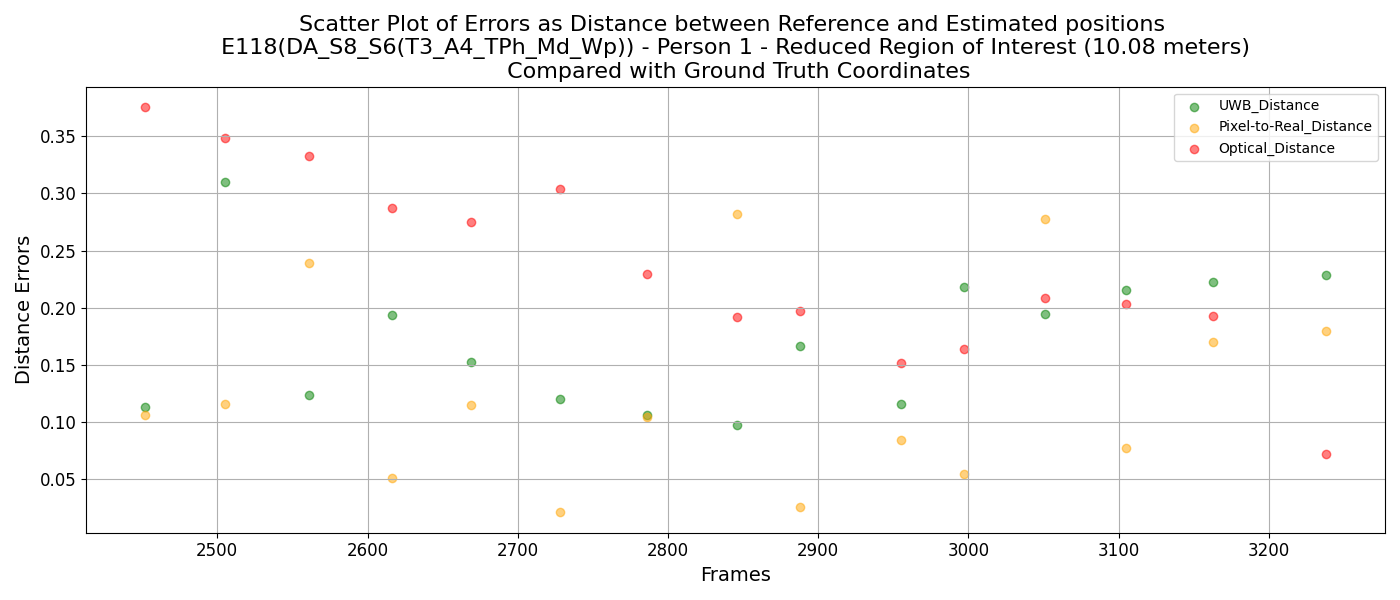 Scatter Plot of Errors as Distance between Reference and Estimated positions
E118(DA_S8_S6(T3_A4_TPh_Md_Wp)) - Person 1 - Reduced Region of Interest (10.08 meters)
Compared with Ground Truth Coordinates
UWB_Distance
Pixel-to-Real_Distance
Optical_Distance
Distance Errors
0.35
0.30
0.25
0.20
0.15
0.10
0.05
2500 2600 2700 2800 2900 3000 3100 3200
Frames